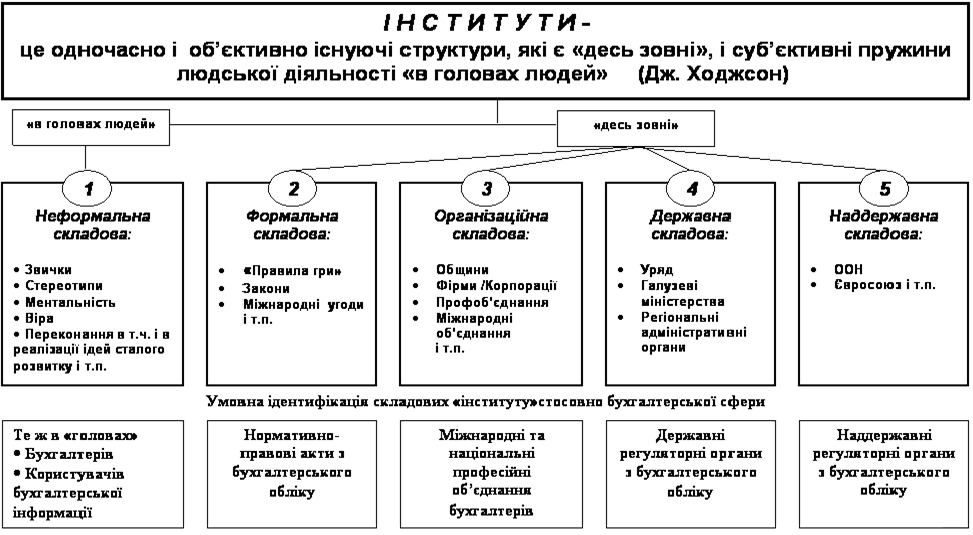 І Н С Т И Т У Т И -
це одночасно і об’єктивно існуючі структури, які є «десь зовні», і суб’єктивні пружини
людської діяльності «в головах людей» (Дж. Ходжсон)
«в головах людей»
«десь зовні»
1
Неформальна
складова:
• Звички
• Стереотипи
• Ментальність
• Віра
• Переконання в т.ч. і в
реалізації ідей сталого
розвитку і т.п.
2
Формальна
складова:
• «Правила гри»
• Закони
• Міжнародні угоди
і т.п.
3
Організаційна
складова:
• Общини
• Фірми /Корпорації
• Профоб'єднання
• Міжнародні
об'єднання
і т.п.
4
Державна
складова:
• Уряд
• Галузеві
міністерства
• Регіональні
адміністративні
органи
5
Наддержавна
складова:
• ООН
• Євросоюз і т.п.
Умовна ідентифікація складових «інституту»стосовно бухгалтерської сфери
Те ж в «головах»
• Бухгалтерів
• Користувачів
бухгалтерської
інформації
Нормативно-
правові акти з
бухгалтерського
обліку
Міжнародні та
національні
професійні
об’єднання
бухгалтерів
Державні
регуляторні органи
з бухгалтерського
обліку
Наддержавні
регуляторні органи
з бухгалтерського
обліку